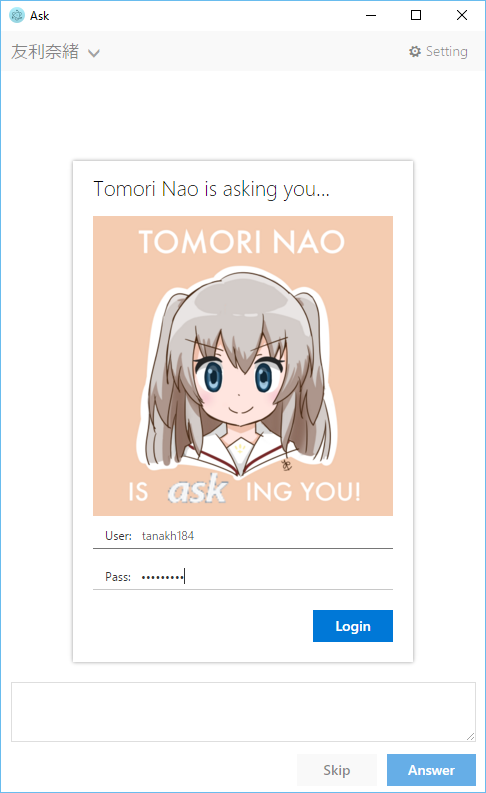 Ask
友利奈緒
Setting
Tomori Nao is asking you...
TOMORI NAO
IS ask ING YOU!
User: tanakh184
Pass: •••••••••
Login
Skip
Answer